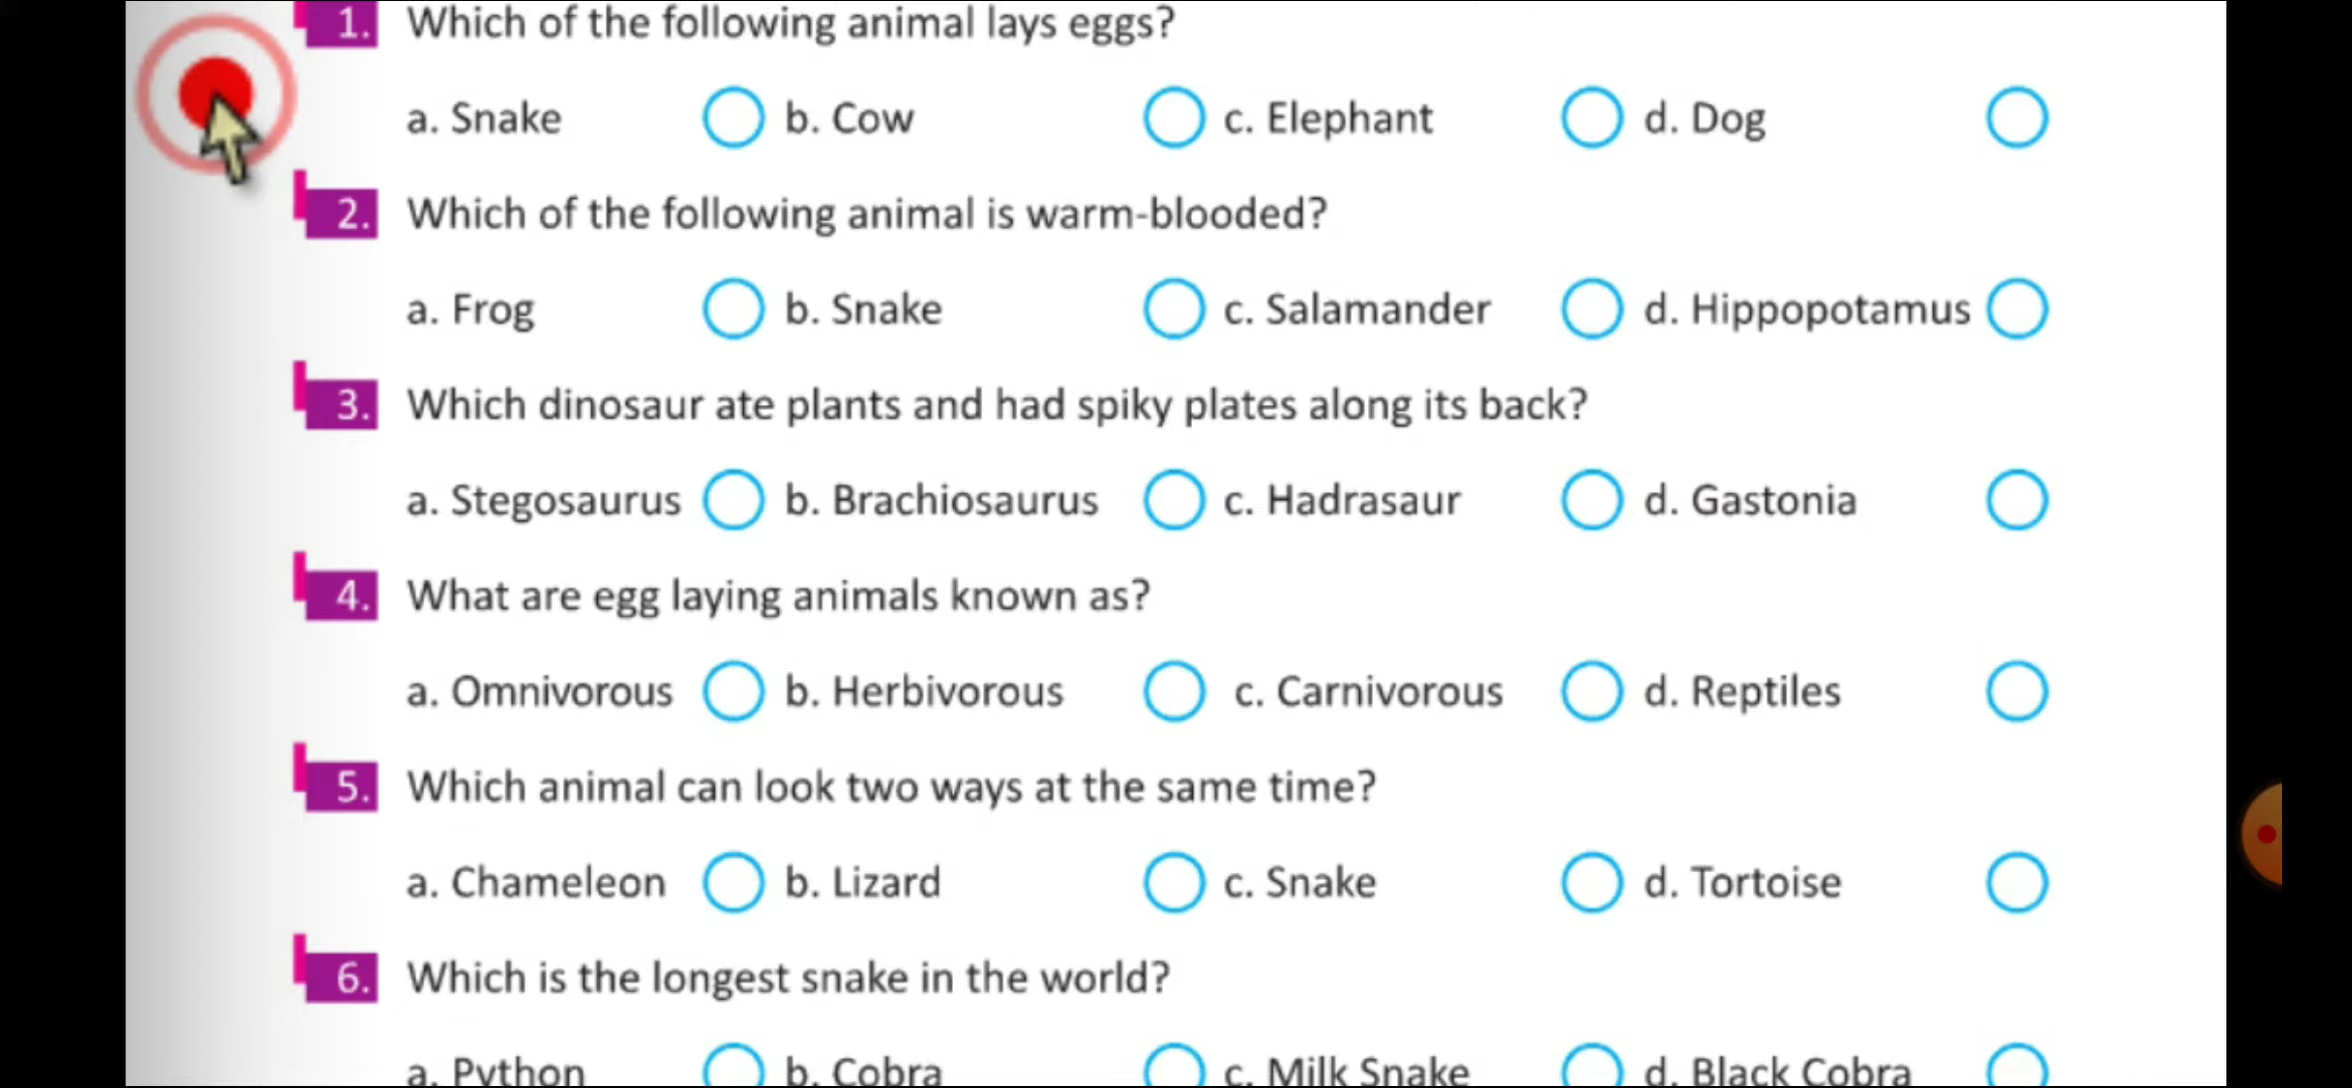 1. Which of the following animal lays eggs?
a. Snake b. Cow c. Elephant d. Dog
2. Which of the following animal is warm-blooded?
a. Frog b. Snake c. Salamander d. Hippopotamus
3. Which dinosaur ate plants and had spiky plates along its back?
a. Stegosaurus b. Brachiosaurus c. Hadrasaur d. Gastonia
4. What are egg laying animals known as?
a. Omnivorous b. Herbivorous c. Carnivorous d. Reptiles
5. Which animal can look two ways at the same time?
a. Chameleon b. Lizard c. Snake d. Tortoise
6. Which is the longest snake in the world?
a. Python b. Cobra c. Milk Snake d. Black Cobra